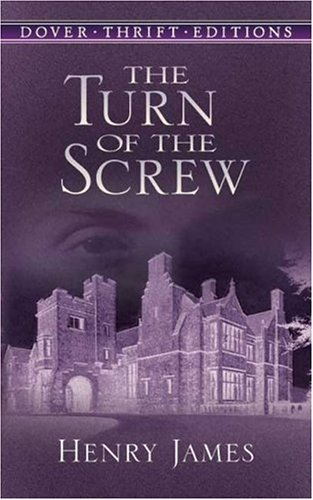 DOVER · THRIFT · EDITIONS
THE
TURN
OF THE
SCREW
HENRY JAMES